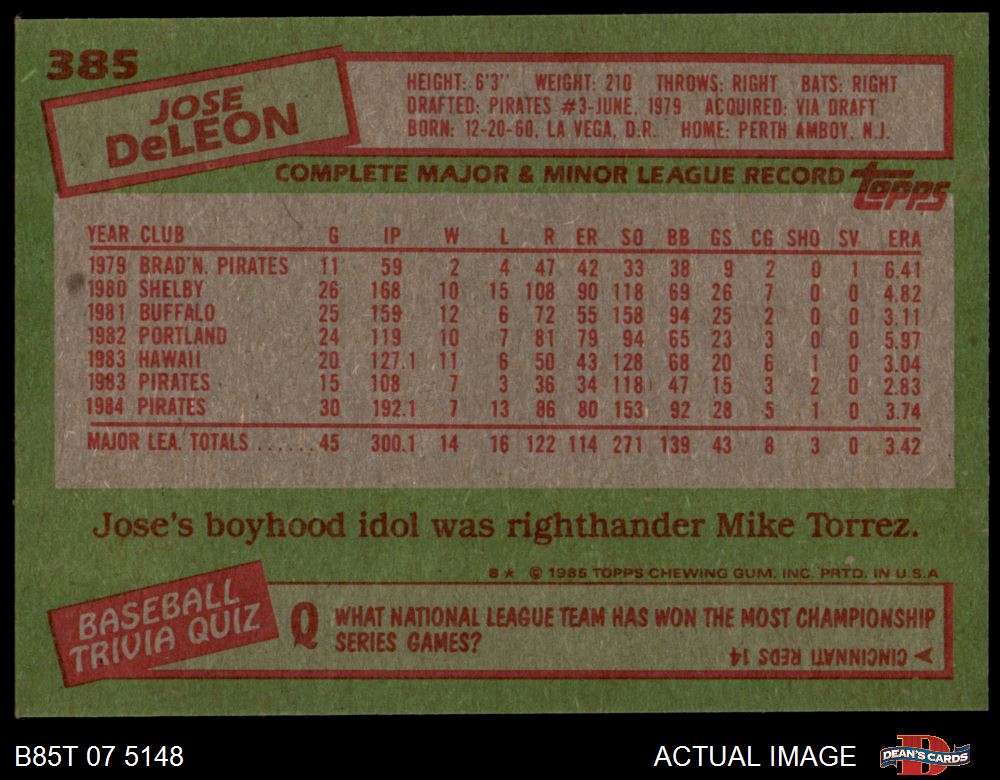 385
JOSE
DeLEON
HEIGHT: 6'3" WEIGHT: 210 THROWS: RIGHT BATS: RIGHT
DRAFTED: PIRATES #3-JUNE, 1979 ACQUIRED: VIA DRAFT
BORN: 12-20-60, LA VEGA, D.R. HOME: PERTH AMBOY, N.J.
COMPLETE MAJOR & MINOR LEAGUE RECORD topps
YEAR CLUB G IP W L R ER SO BB GS CG SHO SV ERA
1979 BRAD'N. PIRATES 11 59 2 4 47 42 33 38 9 2 0 1 6.41
1980 SHELBY 26 168 10 15 108 90 118 69 26 7 0 0 4.82
1981 BUFFALO 25 159 12 6 72 55 158 94 25 2 0 0 3.11
1982 PORTLAND 24 119 10 7 81 79 94 65 23 3 0 0 5.97
1983 HAWAII 20 127.1 11 6 50 43 128 68 20 6 1 0 3.04
1983 PIRATES 15 108 7 3 36 34 118 47 15 3 2 0 2.83
1984 PIRATES 30 192.1 7 13 86 80 153 92 28 5 1 0 3.74
MAJOR LEA. TOTALS ...... 45 300.1 14 16 122 114 271 139 43 8 3 0 3.42
Jose's boyhood idol was righthander Mike Torrez.
B* © 1985 TOPPS CHEWING GUM, INC. PRTD. IN U.S.A
BASEBALL
TRIVIA QUIZ
Q WHAT NATIONAL LEAGUE TEAM HAS WON THE MOST CHAMPIONSHIP
SERIES GAMES?
CINCINNATI REDS 14
B85T 07 5148 ACTUAL IMAGE DEAN'S CARDS